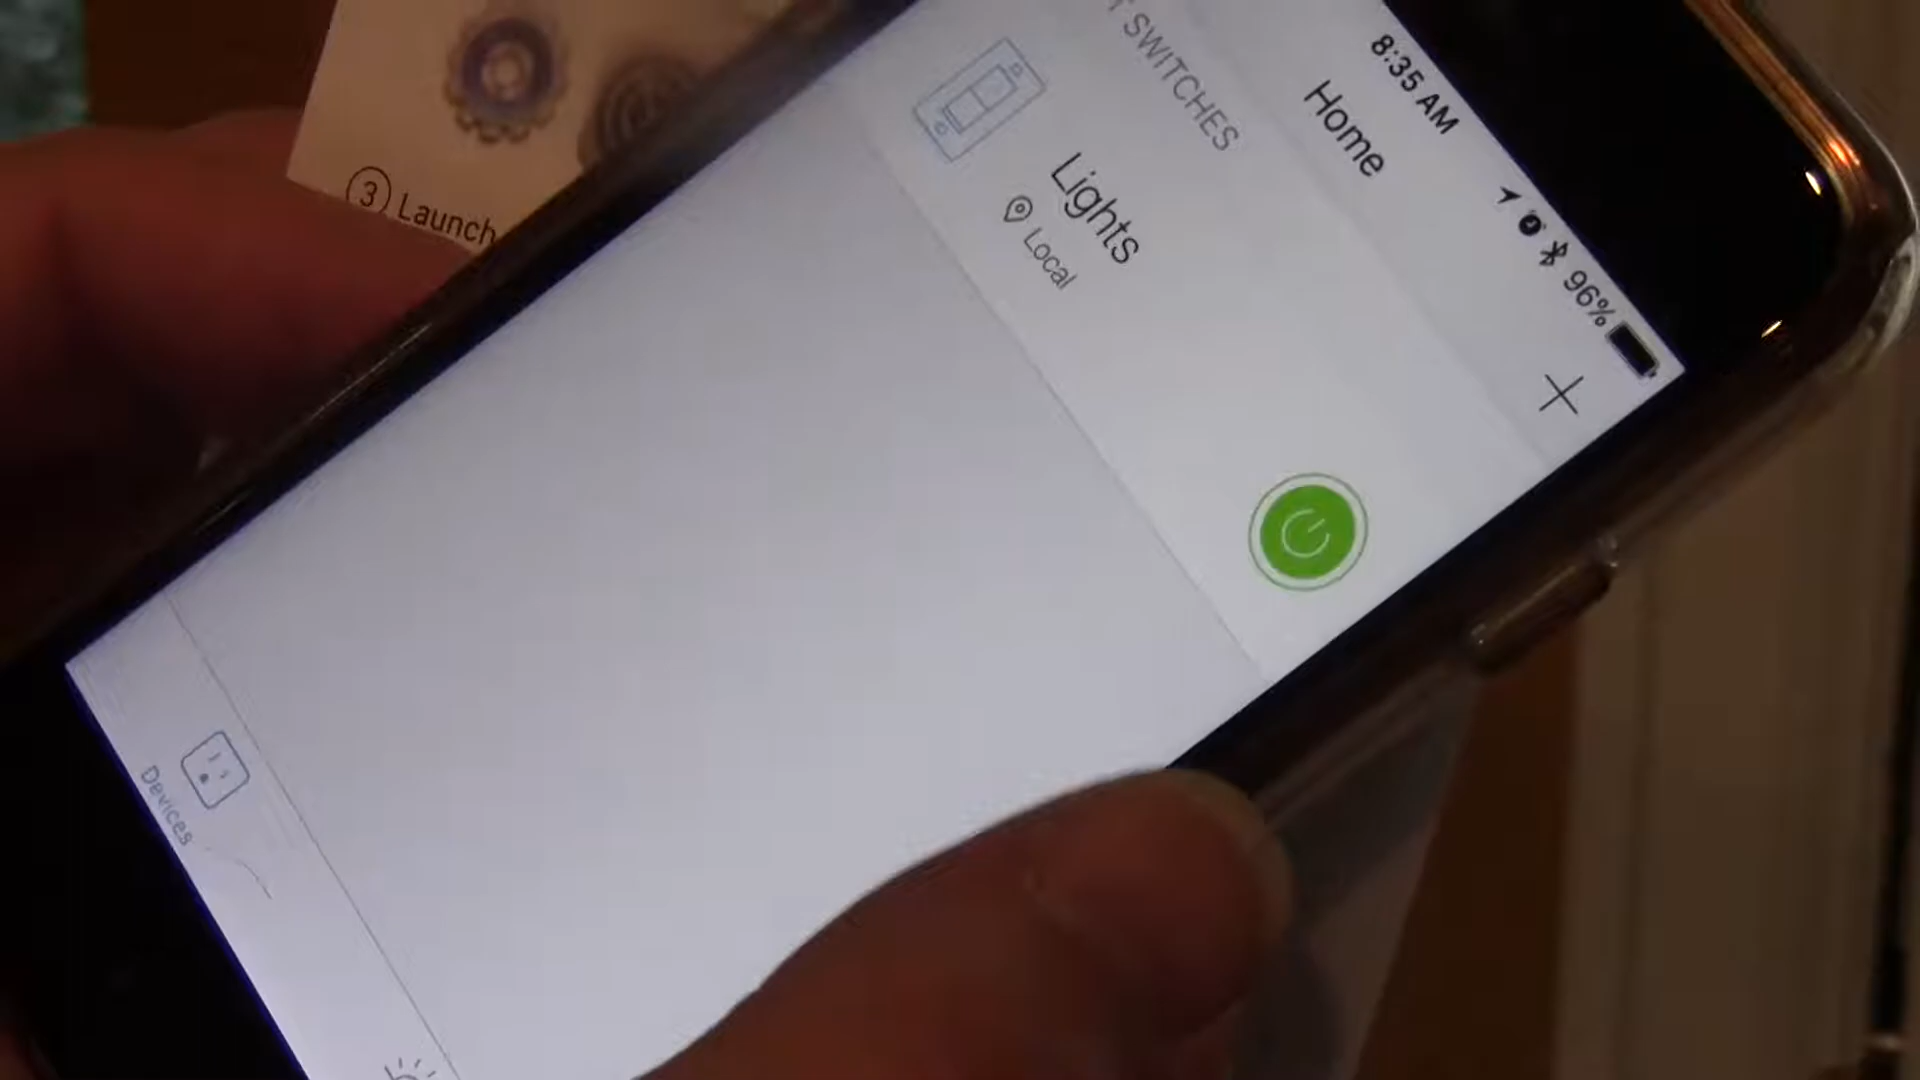 8:35 AM
96%
Home
SWITCHES
Lights
Local
Devices
3 Launch